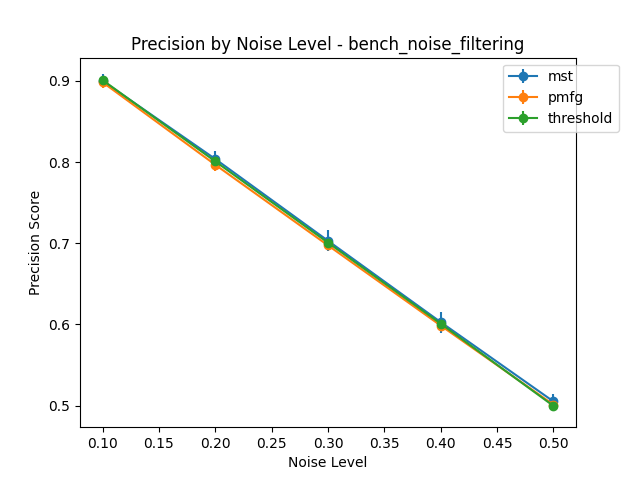 Precision by Noise Level - bench_noise_filtering
mst
pmfg
threshold
0.9
0.8
0.7
0.6
0.5
Precision Score
0.10 0.15 0.20 0.25 0.30 0.35 0.40 0.45 0.50
Noise Level